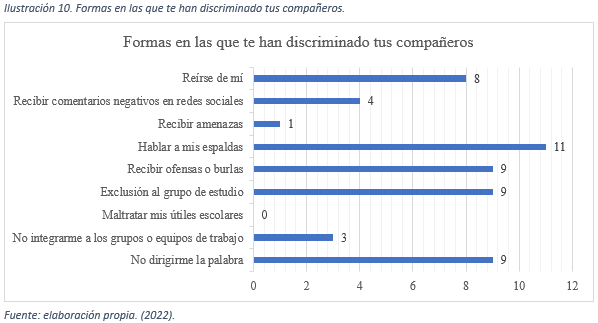 Ilustración 10. Formas en las que te han discriminado tus compañeros.
Formas en las que te han discriminado tus compañeros
Reírse de mí 8
Recibir comentarios negativos en redes sociales 4
Recibir amenazas 1
Hablar a mis espaldas 11
Recibir ofensas o burlas 9
Exclusión al grupo de estudio 9
Maltratar mis útiles escolares 0
No integrarme a los grupos o equipos de trabajo 3
No dirigirme la palabra 9
0 2 4 6 8 10 12
Fuente: elaboración propia. (2022).